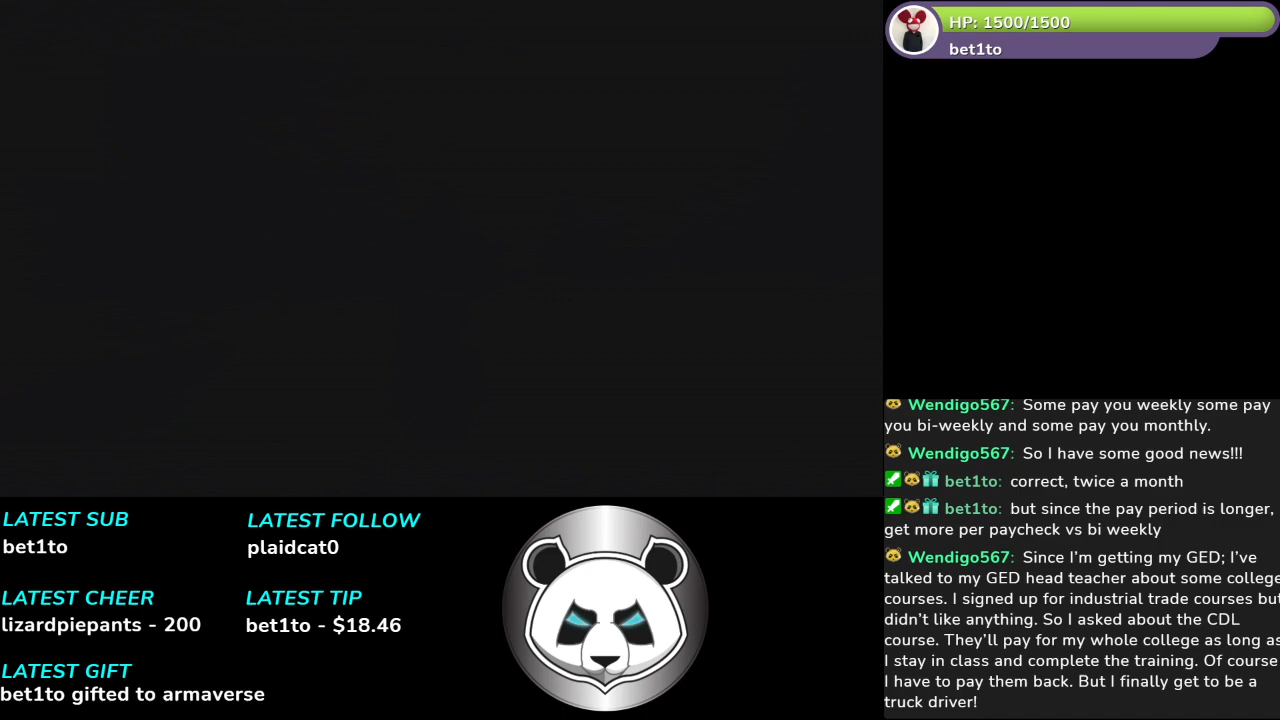 HP: 1500/1500
bet1to
Wendigo567: Some pay you weekly some pay
you bi-weekly and some pay you monthly.
Wendigo567: So I have some good news!!!
bet1to: correct, twice a month
bet1to: but since the pay period is longer,
get more per paycheck vs bi weekly
Wendigo567: Since I’m getting my GED; I’ve
talked to my GED head teacher about some college
courses. I signed up for industrial trade courses but
didn’t like anything. So I asked about the CDL
course. They’ll pay for my whole college as long as
I stay in class and complete the training. Of course
I have to pay them back. But I finally get to be a
truck driver!
LATEST SUB
bet1to
LATEST FOLLOW
plaidcat0
LATEST CHEER
lizardpiepants - 200
LATEST TIP
bet1to - $18.46
LATEST GIFT
bet1to gifted to armaverse